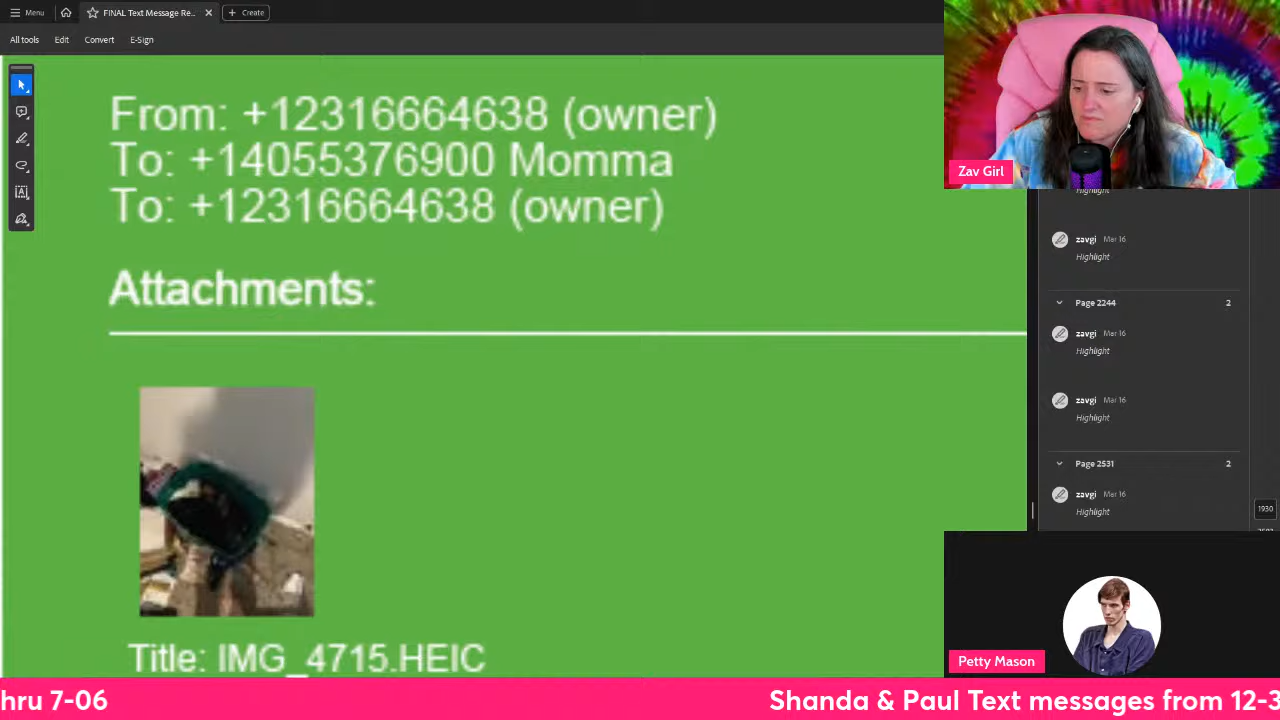 Menu
FINAL Text Message Re...
Create
All tools
Edit
Convert
E-Sign
From: +12316664638 (owner)
To: +14055376900 Momma
To: +12316664638 (owner)
Attachments:
Title: IMG_4715.HEIC
Zav Girl
Highlight
zavgi Mar 16
Highlight
Page 2244 2
zavgi Mar 16
Highlight
zavgi Mar 16
Highlight
Page 2531 2
zavgi Mar 16
Highlight
1930
Petty Mason
hru 7-06
Shanda & Paul Text messages from 12-3